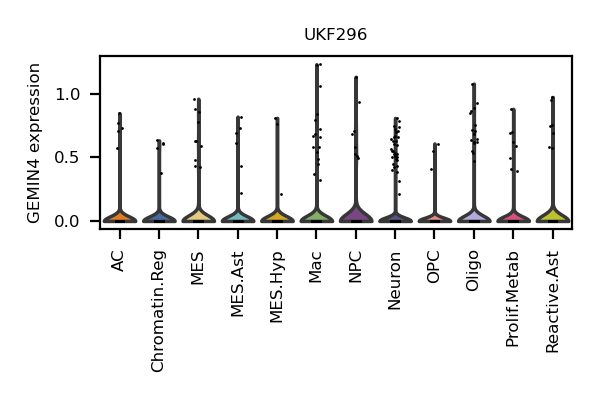 UKF296
GEMIN4 expression
1.0
0.5
0.0
AC
Chromatin.Reg
MES
MES.Ast
MES.Hyp
Mac
NPC
Neuron
OPC
Oligo
Prolif.Metab
Reactive.Ast